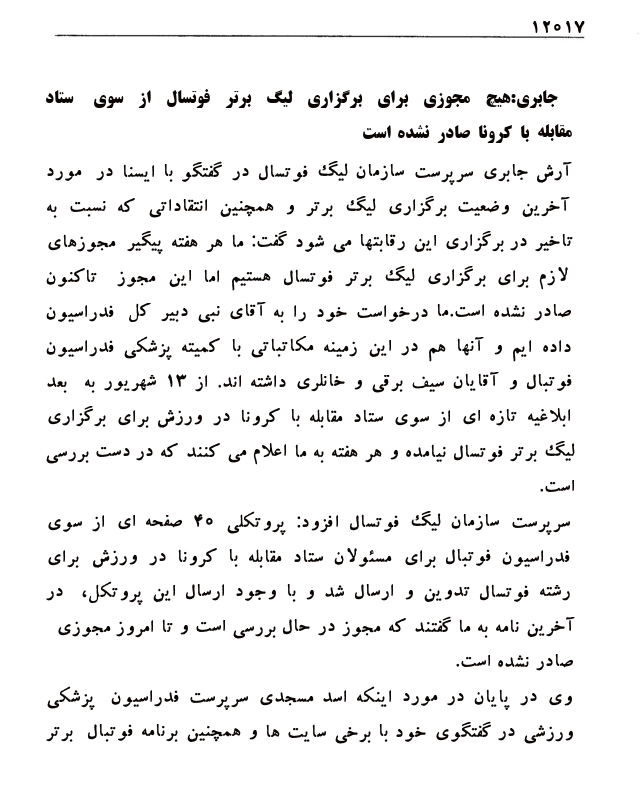 ۱۲۰۱۷
جابری:هیچ مجوزی برای برگزاری لیگ برتر فوتسال از سوی ستاد
مقابله با کرونا صادر نشده است
آرش جابری سرپرست سازمان لیگ فوتسال در گفتگو با ایسنا در مورد
آخرین وضعیت برگزاری لیگ برتر و همچنین انتقاداتی که نسبت به
تاخیر در برگزاری این رقابتها می شود گفت: ما هر هفته پیگیر مجوزهای
لازم برای برگزاری لیگ برتر فوتسال هستیم اما این مجوز تاکنون
صادر نشده است.ما درخواست خود را به آقای نبی دبیر کل فدراسیون
داده ایم و آنها هم در این زمینه مکاتباتی با کمیته پزشکی فدراسیون
فوتبال و آقایان سیف برقی و خانلری داشته اند. از ۱۳ شهریور به بعد
ابلاغیه تازه ای از سوی ستاد مقابله با کرونا در ورزش برای برگزاری
لیگ برتر فوتسال نیامده و هر هفته به ما اعلام می کنند که در دست بررسی
است.
سرپرست سازمان لیگ فوتسال افزود: پروتکلی ۴۰ صفحه ای از سوی
فدراسیون فوتبال برای مسئولان ستاد مقابله با کرونا در ورزش برای
رشته فوتسال تدوین و ارسال شد و با وجود ارسال این پروتکل، در
آخرین نامه به ما گفتند که مجوز در حال بررسی است و تا امروز مجوزی
صادر نشده است.
وی در پایان در مورد اینکه اسد مسجدی سرپرست فدراسیون پزشکی
ورزشی در گفتگوی خود با برخی سایت ها و همچنین برنامه فوتبال برتر